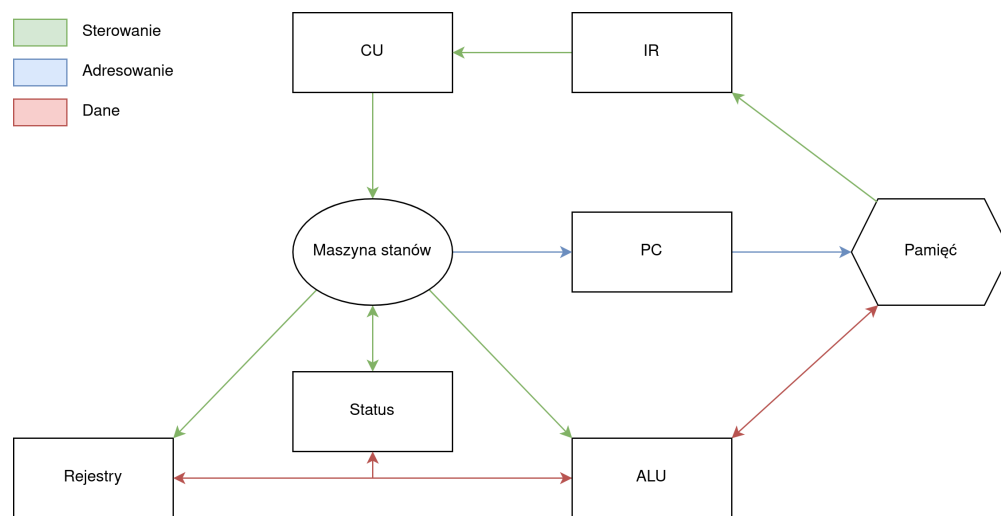 Sterowanie
Adresowanie
Dane
CU
IR
Maszyna stanów
PC
Pamięć
Status
Rejestry
ALU